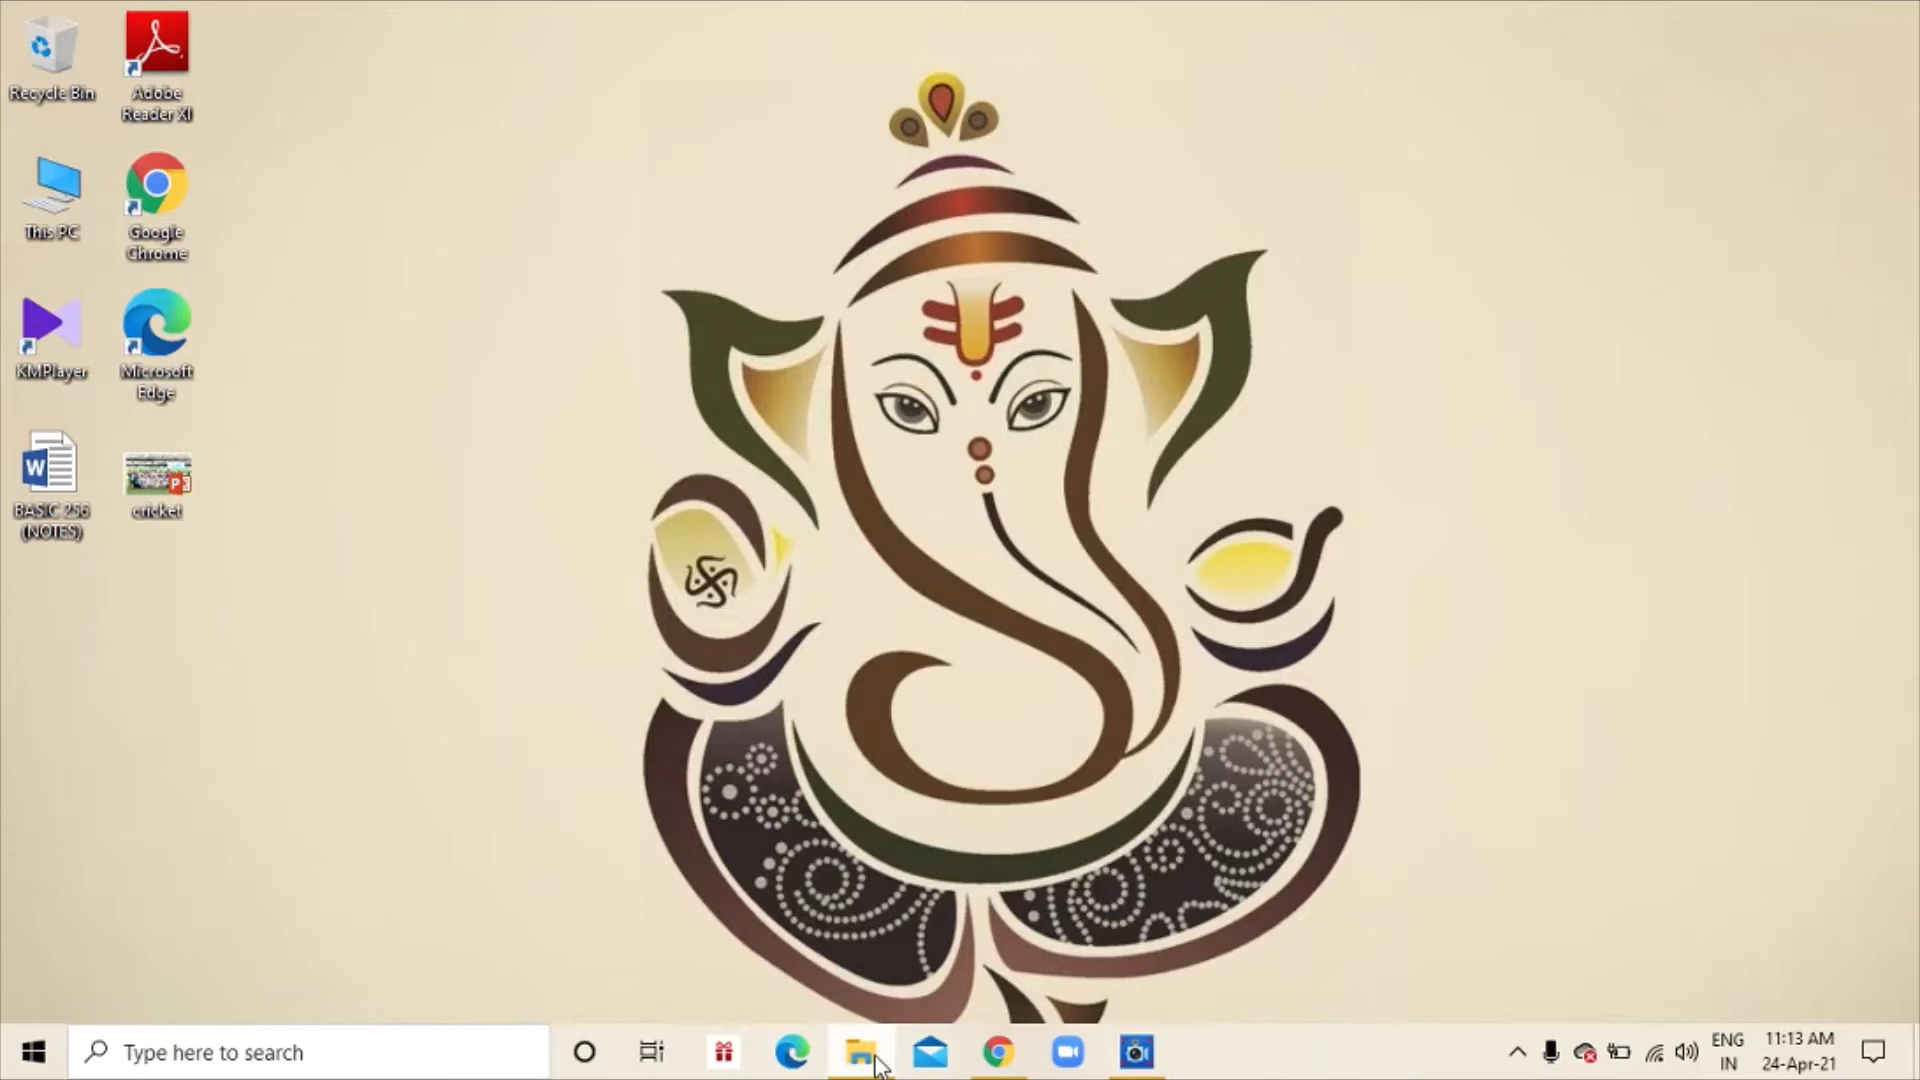 Recycle Bin
Adobe
Reader XI
This PC
Google
Chrome
KMPlayer
Microsoft
Edge
W
BASIC 256
(NOTES)
P
cricket
Type here to search
ENG
IN
11:13 AM
24-Apr-21